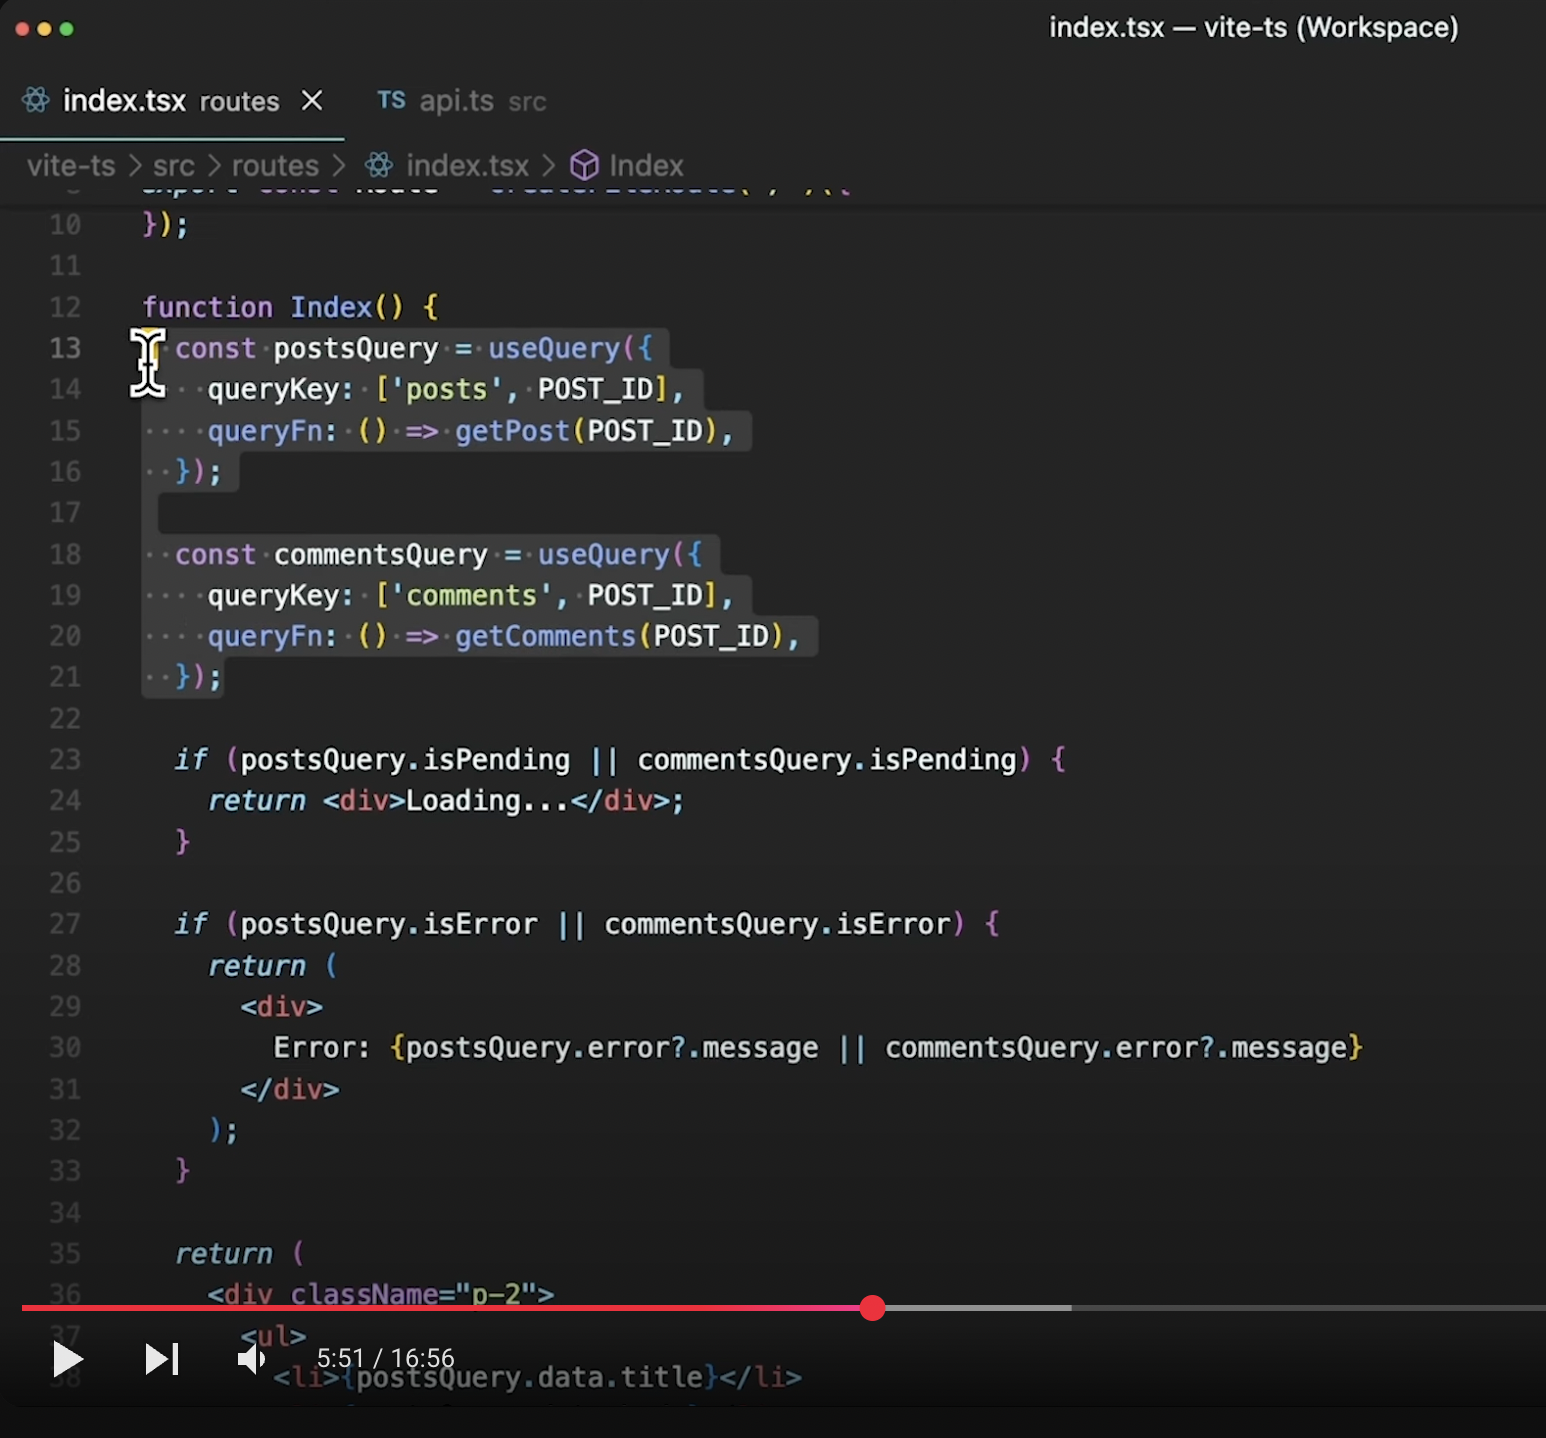 index.tsx — vite-ts (Workspace)
index.tsx routes × TS api.ts src
vite-ts > src > routes > index.tsx > Index
10 });
11
12 function Index() {
13 const postsQuery = useQuery({
14 queryKey: ['posts', POST_ID],
15 queryFn: () => getPost(POST_ID),
16 });
17
18 const commentsQuery = useQuery({
19 queryKey: ['comments', POST_ID],
20 queryFn: () => getComments(POST_ID),
21 });
22
23 if (postsQuery.isPending || commentsQuery.isPending) {
24 return <div>Loading...</div>;
25 }
26
27 if (postsQuery.isError || commentsQuery.isError) {
28 return (
29 <div>
30 Error: {postsQuery.error?.message || commentsQuery.error?.message}
31 </div>
32 );
33 }
34
35 return (
36 <div className="p-2">
37 <ul>
5:51 / 16:56
38 <li>{postsQuery.data.title}</li>